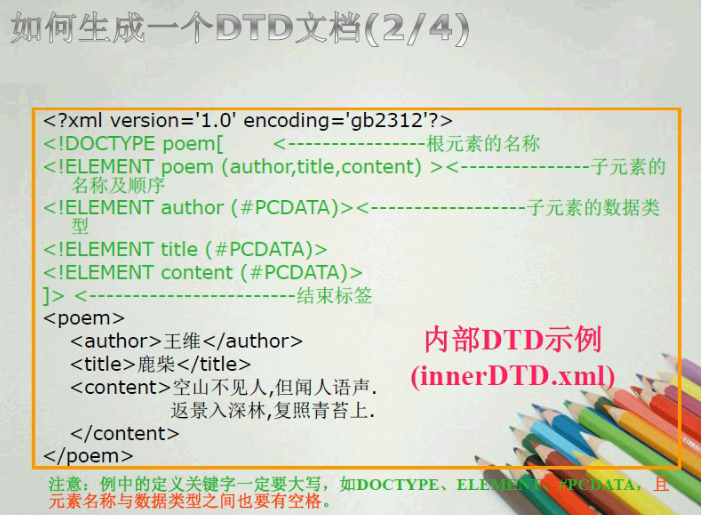 如何生成一个DTD文档(2/4)
<?xml version='1.0' encoding='gb2312'?>
<!DOCTYPE poem[ <----------------根元素的名称
<!ELEMENT poem (author,title,content) ><---------------子元素的
名称及顺序
<!ELEMENT author (#PCDATA)><------------------子元素的数据类
型
<!ELEMENT title (#PCDATA)>
<!ELEMENT content (#PCDATA)>
]> <------------------------结束标签
<poem>
<author>王维</author>
<title>鹿柴</title>
<content>空山不见人,但闻人语声.
返景入深林,复照青苔上.
</content>
</poem>
内部DTD示例
(innerDTD.xml)
注意：例中的定义关键字一定要大写，如DOCTYPE、ELEMENT、#PCDATA，且
元素名称与数据类型之间也要有空格。